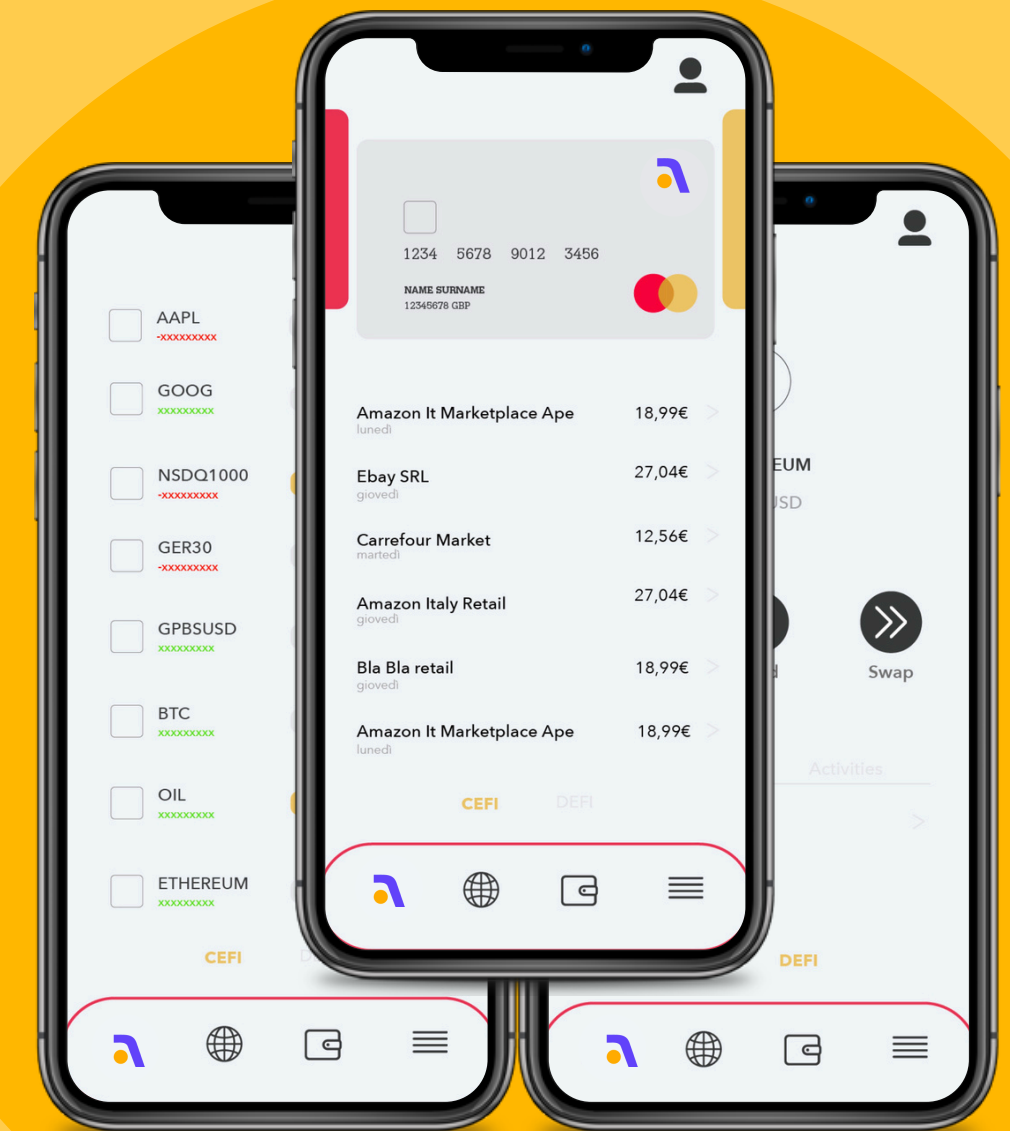 AAPL
-xxxxxxxxx
GOOG
xxxxxxxxx
NSDQ1000
-xxxxxxxxx
GER30
-xxxxxxxxx
GPBSUSD
xxxxxxxxx
BTC
xxxxxxxxx
OIL
xxxxxxxxx
ETHEREUM
xxxxxxxxx
CEFI
1234 5678 9012 3456
NAME SURNAME
12345678 GBP
Amazon It Marketplace Ape 18,99€ >
lunedì
Ebay SRL 27,04€ >
giovedì
Carrefour Market 12,56€ >
martedì
Amazon Italy Retail 27,04€ >
giovedì
Bla Bla retail 18,99€ >
giovedì
Amazon It Marketplace Ape 18,99€ >
lunedì
CEFI DEFI
EUM
Swap
Activities
>
DEFI